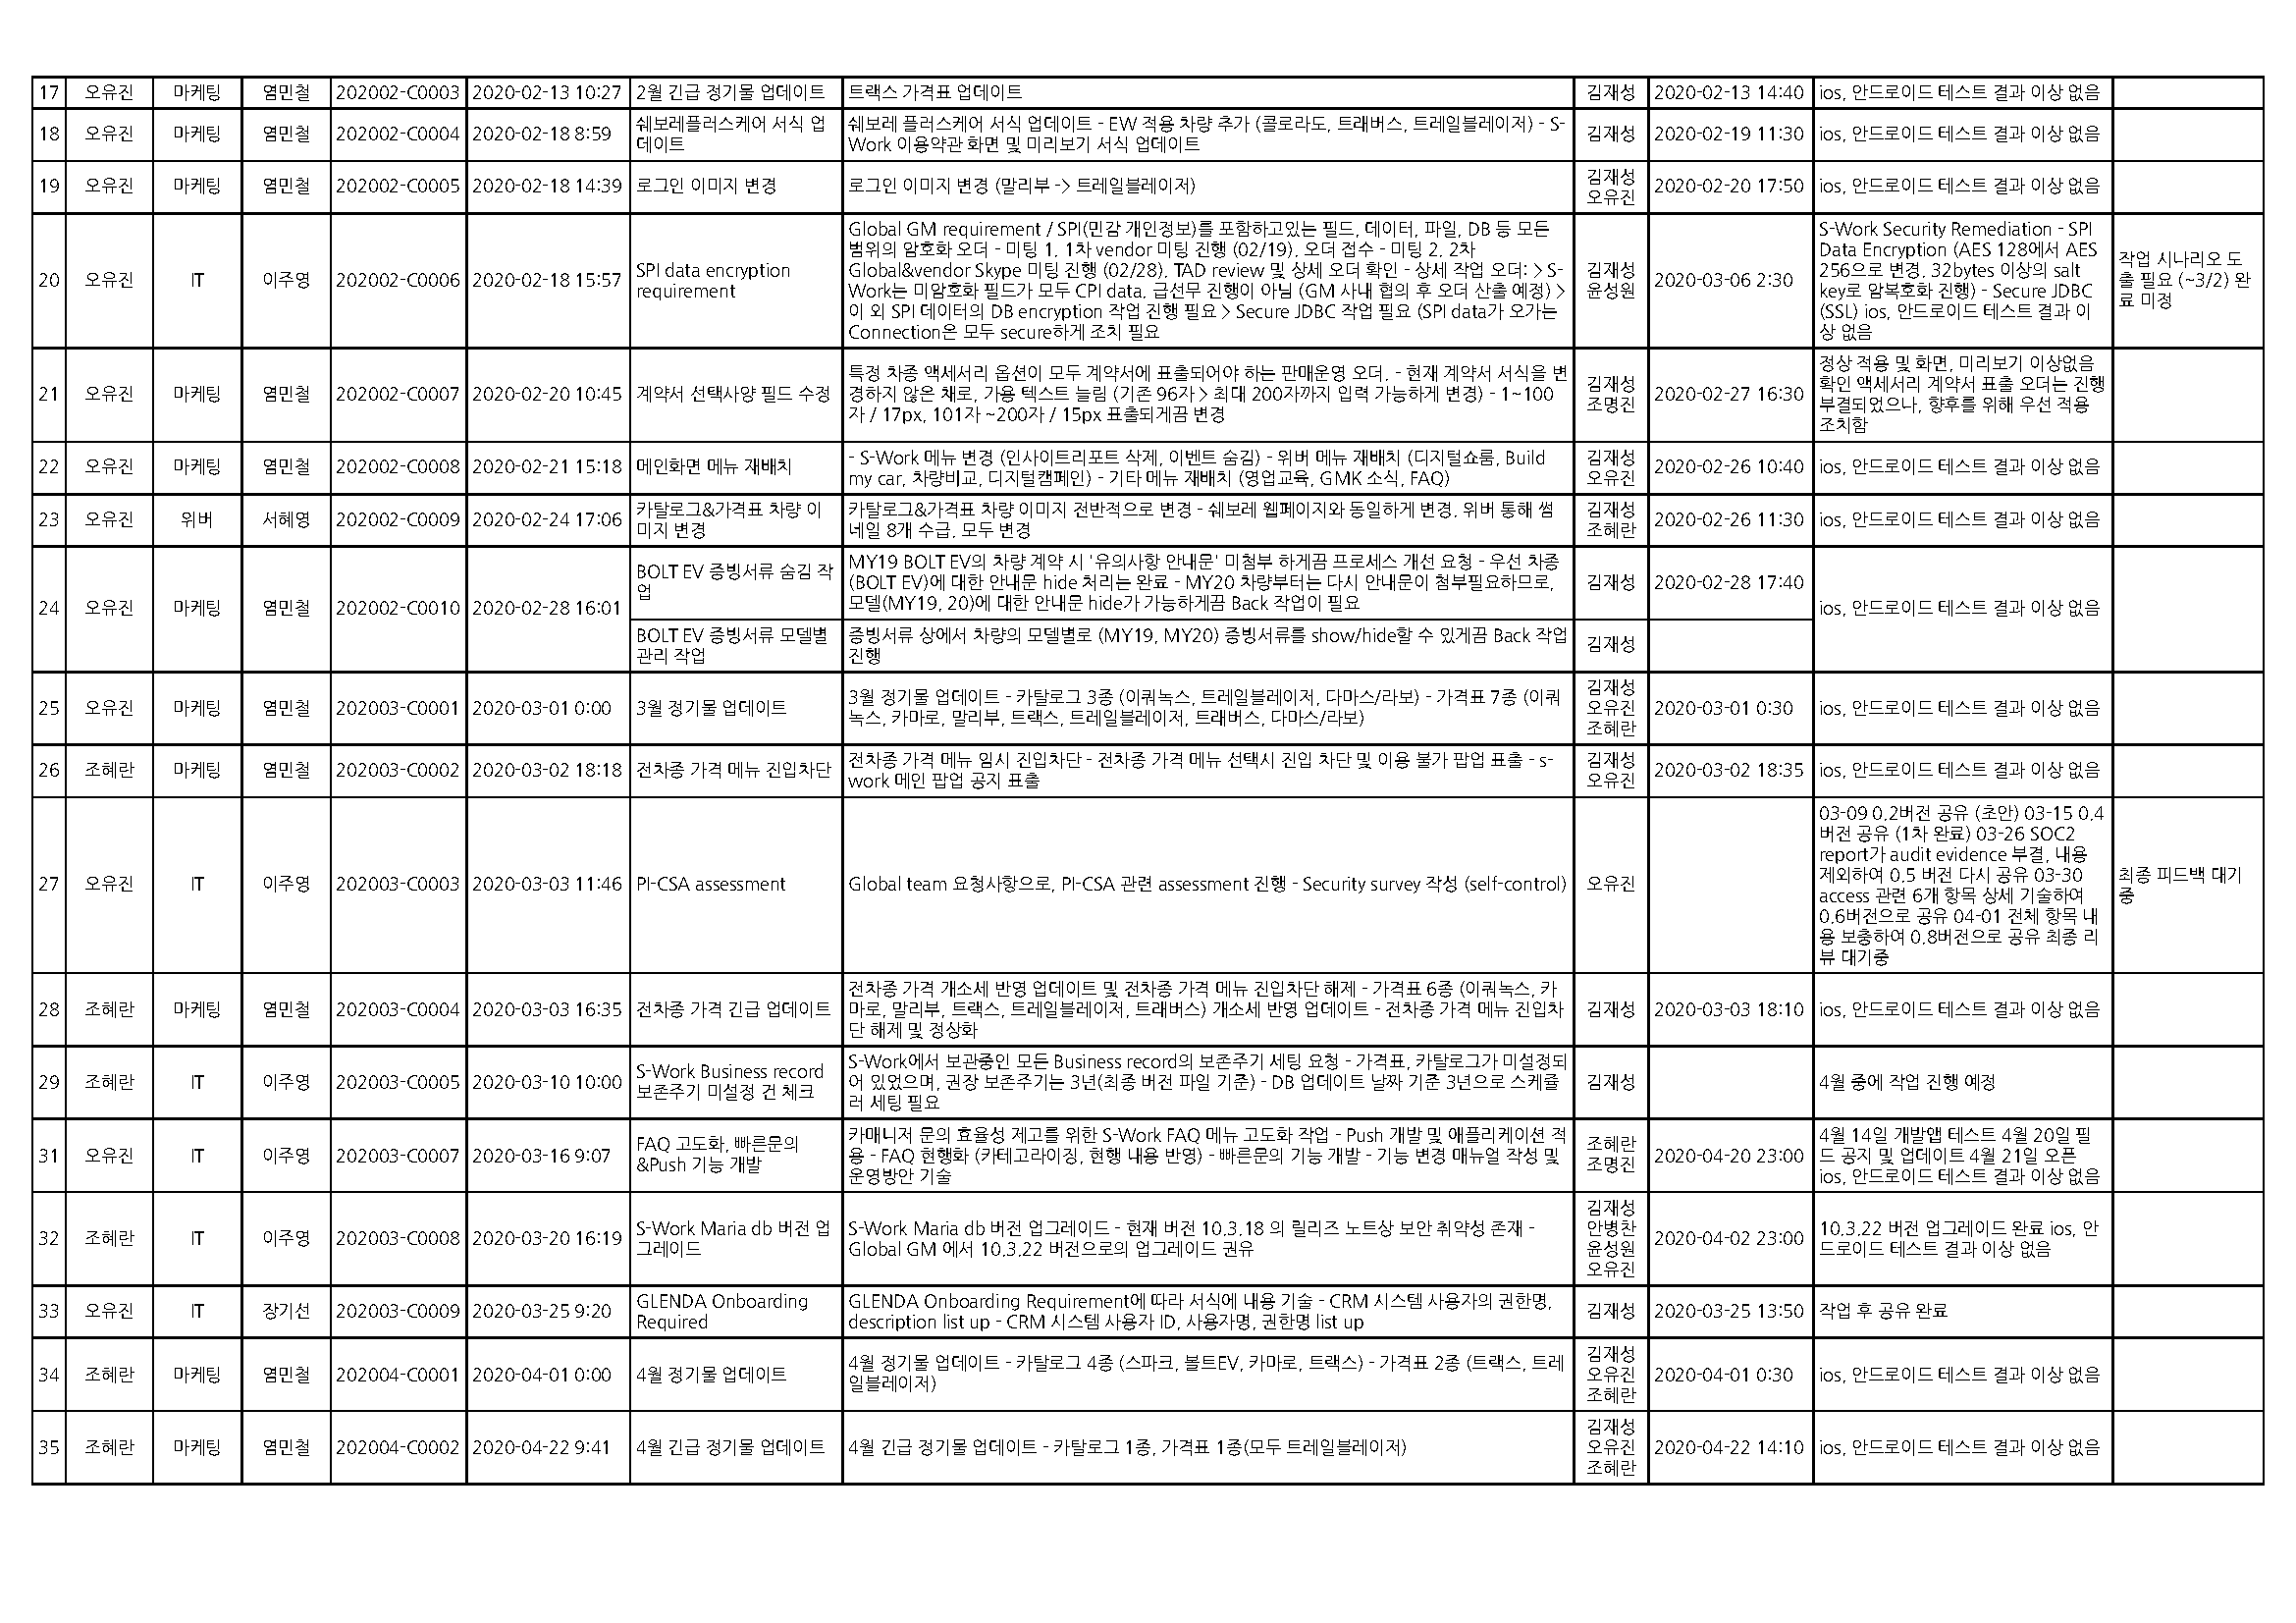 17 오유진 마케팅 염민철 202002-C0003 2020-02-13 10:27 2월 긴급 정기물 업데이트 트랙스 가격표 업데이트 김재성 2020-02-13 14:40 ios, 안드로이드 테스트 결과 이상 없음
18 오유진 마케팅 염민철 202002-C0004 2020-02-18 8:59
쉐보레플러스케어 서식 업
데이트
쉐보레 플러스케어 서식 업데이트 - EW 적용 차량 추가 (콜로라도, 트래버스, 트레일블레이저) - S-
Work 이용약관 화면 및 미리보기 서식 업데이트
김재성 2020-02-19 11:30 ios, 안드로이드 테스트 결과 이상 없음
19 오유진 마케팅 염민철 202002-C0005 2020-02-18 14:39 로그인 이미지 변경 로그인 이미지 변경 (말리부 -> 트레일블레이저)
김재성
오유진
2020-02-20 17:50 ios, 안드로이드 테스트 결과 이상 없음
20 오유진 IT 이주영 202002-C0006 2020-02-18 15:57
SPI data encryption
requirement
Global GM requirement / SPI(민감 개인정보)를 포함하고있는 필드, 데이터, 파일, DB 등 모든
범위의 암호화 오더 - 미팅 1. 1차 vendor 미팅 진행 (02/19), 오더 접수 - 미팅 2. 2차
Global&vendor Skype 미팅 진행 (02/28), TAD review 및 상세 오더 확인 - 상세 작업 오더: > S-
Work는 미암호화 필드가 모두 CPI data, 급선무 진행이 아님 (GM 사내 협의 후 오더 산출 예정) >
이 외 SPI 데이터의 DB encryption 작업 진행 필요 > Secure JDBC 작업 필요 (SPI data가 오가는
Connection은 모두 secure하게 조치 필요
김재성
윤성원
2020-03-06 2:30
S-Work Security Remediation - SPI
Data Encryption (AES 128에서 AES
256으로 변경, 32bytes 이상의 salt
key로 암복호화 진행) - Secure JDBC
(SSL) ios, 안드로이드 테스트 결과 이
상 없음
작업 시나리오 도
출 필요 (~3/2) 완
료 미정
21 오유진 마케팅 염민철 202002-C0007 2020-02-20 10:45 계약서 선택사양 필드 수정
특정 차종 액세서리 옵션이 모두 계약서에 표출되어야 하는 판매운영 오더. - 현재 계약서 서식을 변
경하지 않은 채로, 가용 텍스트 늘림 (기존 96자 > 최대 200자까지 입력 가능하게 변경) - 1~100
자 / 17px, 101자 ~200자 / 15px 표출되게끔 변경
김재성
조명진
2020-02-27 16:30
정상 적용 및 화면, 미리보기 이상없음
확인 액세서리 계약서 표출 오더는 진행
부결되었으나, 향후를 위해 우선 적용
조치함
22 오유진 마케팅 염민철 202002-C0008 2020-02-21 15:18 메인화면 메뉴 재배치
- S-Work 메뉴 변경 (인사이트리포트 삭제, 이벤트 숨김) - 위버 메뉴 재배치 (디지털쇼룸, Build
my car, 차량비교, 디지털캠페인) - 기타 메뉴 재배치 (영업교육, GMK 소식, FAQ)
김재성
오유진
2020-02-26 10:40 ios, 안드로이드 테스트 결과 이상 없음
23 오유진 위버 서혜영 202002-C0009 2020-02-24 17:06
카탈로그&가격표 차량 이
미지 변경
카탈로그&가격표 차량 이미지 전반적으로 변경 - 쉐보레 웹페이지와 동일하게 변경, 위버 통해 썸
네일 8개 수급, 모두 변경
김재성
조혜란
2020-02-26 11:30 ios, 안드로이드 테스트 결과 이상 없음
24 오유진 마케팅 염민철 202002-C0010 2020-02-28 16:01
BOLT EV 증빙서류 숨김 작
업
MY19 BOLT EV의 차량 계약 시 '유의사항 안내문' 미첨부 하게끔 프로세스 개선 요청 - 우선 차종
(BOLT EV)에 대한 안내문 hide 처리는 완료 - MY20 차량부터는 다시 안내문이 첨부필요하므로,
모델(MY19, 20)에 대한 안내문 hide가 가능하게끔 Back 작업이 필요
김재성 2020-02-28 17:40
ios, 안드로이드 테스트 결과 이상 없음
BOLT EV 증빙서류 모델별
관리 작업
증빙서류 상에서 차량의 모델별로 (MY19, MY20) 증빙서류를 show/hide할 수 있게끔 Back 작업
진행
김재성
25 오유진 마케팅 염민철 202003-C0001 2020-03-01 0:00 3월 정기물 업데이트
3월 정기물 업데이트 - 카탈로그 3종 (이쿼녹스, 트레일블레이저, 다마스/라보) - 가격표 7종 (이쿼
녹스, 카마로, 말리부, 트랙스, 트레일블레이저, 트래버스, 다마스/라보)
김재성
오유진
조혜란
2020-03-01 0:30 ios, 안드로이드 테스트 결과 이상 없음
26 조혜란 마케팅 염민철 202003-C0002 2020-03-02 18:18 전차종 가격 메뉴 진입차단
전차종 가격 메뉴 임시 진입차단 - 전차종 가격 메뉴 선택시 진입 차단 및 이용 불가 팝업 표출 - s-
work 메인 팝업 공지 표출
김재성
오유진
2020-03-02 18:35 ios, 안드로이드 테스트 결과 이상 없음
27 오유진 IT 이주영 202003-C0003 2020-03-03 11:46 PI-CSA assessment Global team 요청사항으로, PI-CSA 관련 assessment 진행 - Security survey 작성 (self-control) 오유진
03-09 0.2버전 공유 (초안) 03-15 0.4
버전 공유 (1차 완료) 03-26 SOC2
report가 audit evidence 부결, 내용
제외하여 0.5 버전 다시 공유 03-30
access 관련 6개 항목 상세 기술하여
0.6버전으로 공유 04-01 전체 항목 내
용 보충하여 0.8버전으로 공유 최종 리
뷰 대기중
최종 피드백 대기
중
28 조혜란 마케팅 염민철 202003-C0004 2020-03-03 16:35 전차종 가격 긴급 업데이트
전차종 가격 개소세 반영 업데이트 및 전차종 가격 메뉴 진입차단 해제 - 가격표 6종 (이쿼녹스, 카
마로, 말리부, 트랙스, 트레일블레이저, 트래버스) 개소세 반영 업데이트 - 전차종 가격 메뉴 진입차
단 해제 및 정상화
김재성 2020-03-03 18:10 ios, 안드로이드 테스트 결과 이상 없음
29 조혜란 IT 이주영 202003-C0005 2020-03-10 10:00
S-Work Business record
보존주기 미설정 건 체크
S-Work에서 보관중인 모든 Business record의 보존주기 세팅 요청 - 가격표, 카탈로그가 미설정되
어 있었으며, 권장 보존주기는 3년(최종 버전 파일 기준) - DB 업데이트 날짜 기준 3년으로 스케쥴
러 세팅 필요
김재성 4월 중에 작업 진행 예정
31 오유진 IT 이주영 202003-C0007 2020-03-16 9:07
FAQ 고도화, 빠른문의
&Push 기능 개발
카매니저 문의 효율성 제고를 위한 S-Work FAQ 메뉴 고도화 작업 - Push 개발 및 애플리케이션 적
용 - FAQ 현행화 (카테고라이징, 현행 내용 반영) - 빠른문의 기능 개발 - 기능 변경 매뉴얼 작성 및
운영방안 기술
조혜란
조명진
2020-04-20 23:00
4월 14일 개발앱 테스트 4월 20일 필
드 공지 및 업데이트 4월 21일 오픈
ios, 안드로이드 테스트 결과 이상 없음
32 조혜란 IT 이주영 202003-C0008 2020-03-20 16:19
S-Work Maria db 버전 업
그레이드
S-Work Maria db 버전 업그레이드 - 현재 버전 10.3.18 의 릴리즈 노트상 보안 취약성 존재 -
Global GM 에서 10.3.22 버전으로의 업그레이드 권유
김재성
안병찬
윤성원
오유진
2020-04-02 23:00
10.3.22 버전 업그레이드 완료 ios, 안
드로이드 테스트 결과 이상 없음
33 오유진 IT 장기선 202003-C0009 2020-03-25 9:20
GLENDA Onboarding
Required
GLENDA Onboarding Requirement에 따라 서식에 내용 기술 - CRM 시스템 사용자의 권한명,
description list up - CRM 시스템 사용자 ID, 사용자명, 권한명 list up
김재성 2020-03-25 13:50 작업 후 공유 완료
34 조혜란 마케팅 염민철 202004-C0001 2020-04-01 0:00 4월 정기물 업데이트
4월 정기물 업데이트 - 카탈로그 4종 (스파크, 볼트EV, 카마로, 트랙스) - 가격표 2종 (트랙스, 트레
일블레이저)
김재성
오유진
조혜란
2020-04-01 0:30 ios, 안드로이드 테스트 결과 이상 없음
35 조혜란 마케팅 염민철 202004-C0002 2020-04-22 9:41 4월 긴급 정기물 업데이트 4월 긴급 정기물 업데이트 - 카탈로그 1종, 가격표 1종(모두 트레일블레이저)
김재성
오유진
조혜란
2020-04-22 14:10 ios, 안드로이드 테스트 결과 이상 없음